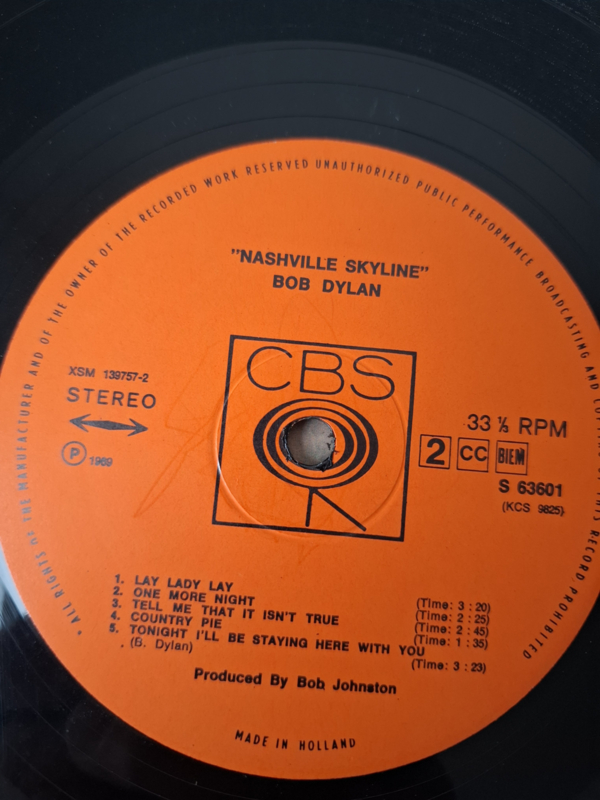 * ALL RIGHTS OF THE MANUFACTURER AND OF THE OWNER OF THE RECORDED WORK RESERVED UNAUTHORIZED PUBLIC PERFORMANCE BROADCASTING AND COPYING OF THIS RECORD PROHIBITED
"NASHVILLE SKYLINE"
BOB DYLAN
CBS
XSM 139757-2
STEREO
Ⓟ 1969
33 ⅓ RPM
2 CC BIEM
S 63601
(KCS 9825)
1. LAY LADY LAY (Time: 3 : 20)
2. ONE MORE NIGHT (Time: 2 : 25)
3. TELL ME THAT IT ISN'T TRUE (Time: 2 : 45)
4. COUNTRY PIE (Time: 1 : 35)
5. TONIGHT I'LL BE STAYING HERE WITH YOU (Time: 3 : 23)
(B. Dylan)
Produced By Bob Johnston
MADE IN HOLLAND